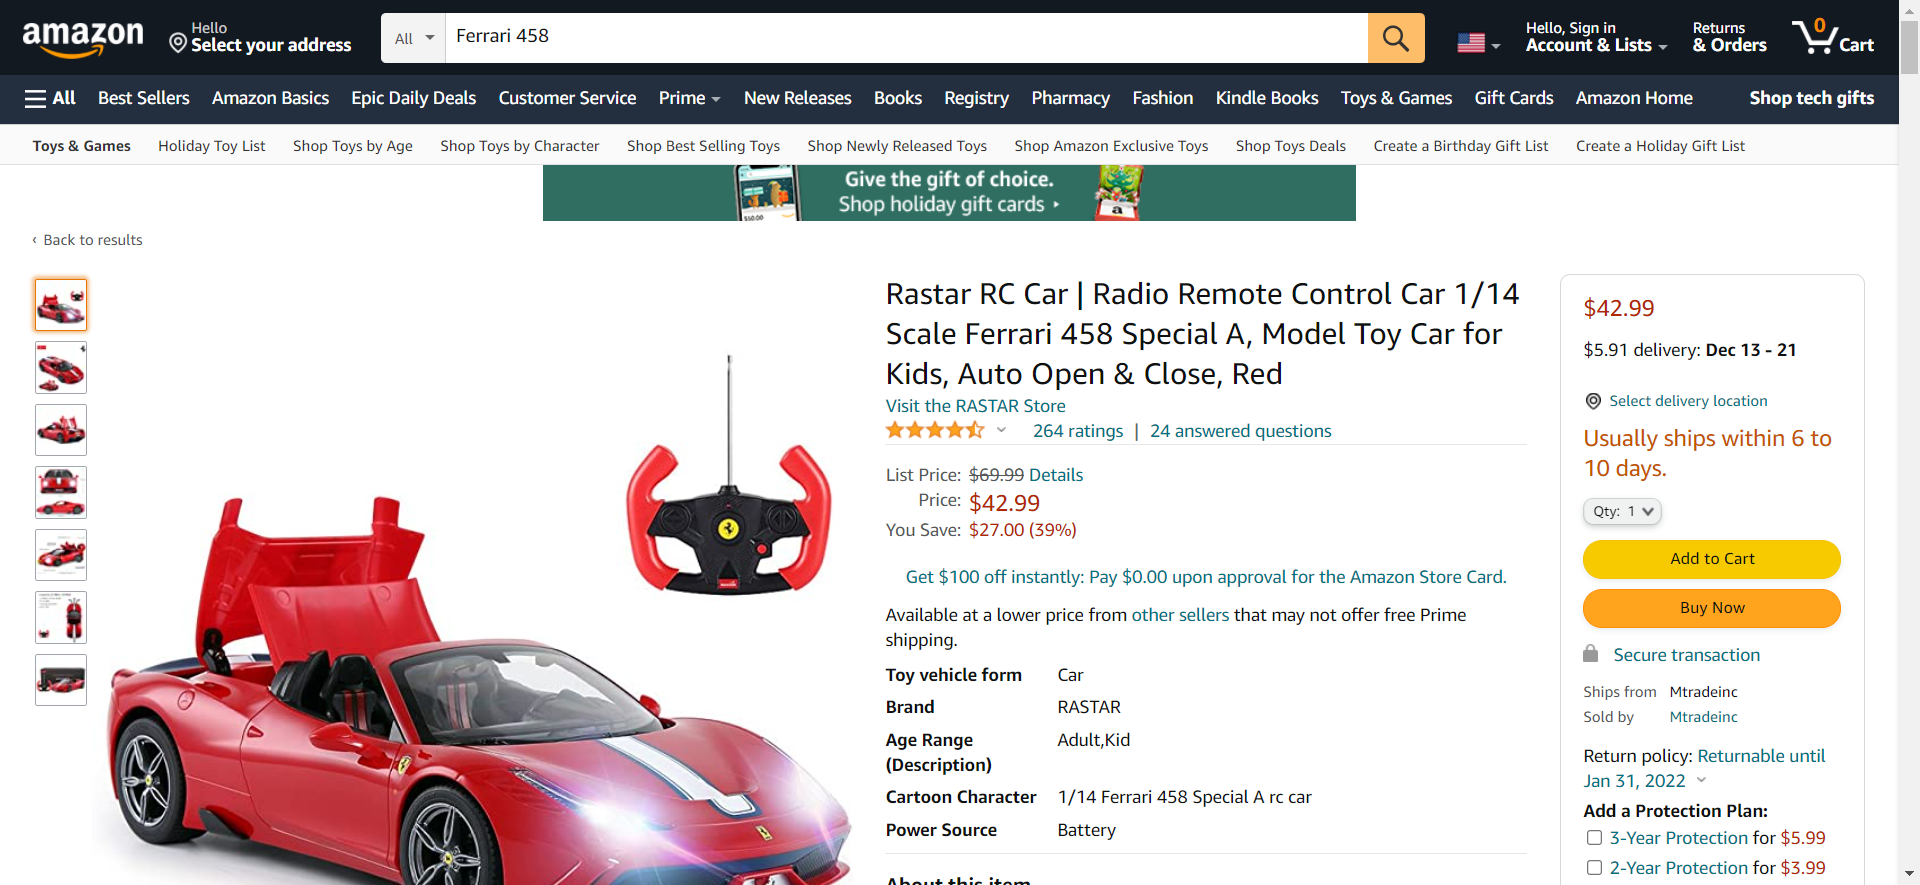 amazon
Hello
Select your address
All
Ferrari 458
Hello, Sign in
Account & Lists
Returns
& Orders
0
Cart
All
Best Sellers
Amazon Basics
Epic Daily Deals
Customer Service
Prime
New Releases
Books
Registry
Pharmacy
Fashion
Kindle Books
Toys & Games
Gift Cards
Amazon Home
Shop tech gifts
Toys & Games
Holiday Toy List
Shop Toys by Age
Shop Toys by Character
Shop Best Selling Toys
Shop Newly Released Toys
Shop Amazon Exclusive Toys
Shop Toys Deals
Create a Birthday Gift List
Create a Holiday Gift List
$50.00
Give the gift of choice.
Shop holiday gift cards ▸
a
‹ Back to results
Rastar RC Car | Radio Remote Control Car 1/14
Scale Ferrari 458 Special A, Model Toy Car for
Kids, Auto Open & Close, Red
Visit the RASTAR Store
264 ratings | 24 answered questions
List Price: $69.99 Details
Price: $42.99
You Save: $27.00 (39%)
Get $100 off instantly: Pay $0.00 upon approval for the Amazon Store Card.
Available at a lower price from other sellers that may not offer free Prime
shipping.
Toy vehicle form Car
Brand RASTAR
Age Range Adult,Kid
(Description)
Cartoon Character 1/14 Ferrari 458 Special A rc car
Power Source Battery
About this item
$42.99
$5.91 delivery: Dec 13 - 21
Select delivery location
Usually ships within 6 to
10 days.
Qty: 1
Add to Cart
Buy Now
Secure transaction
Ships from Mtradeinc
Sold by Mtradeinc
Return policy: Returnable until
Jan 31, 2022
Add a Protection Plan:
3-Year Protection for $5.99
2-Year Protection for $3.99